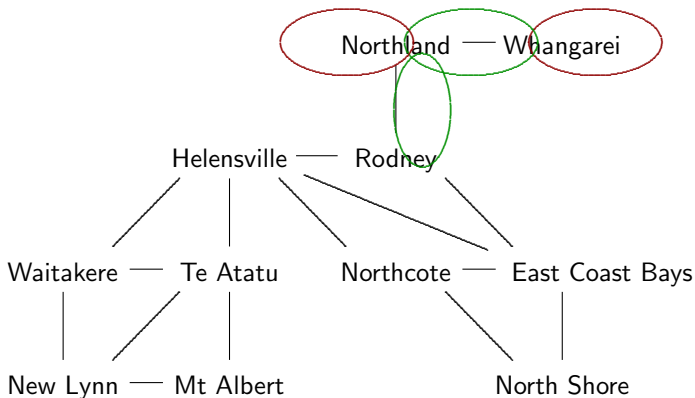 Northland Whangarei
Helensville Rodney
Waitakere Te Atatu Northcote East Coast Bays
New Lynn Mt Albert North Shore